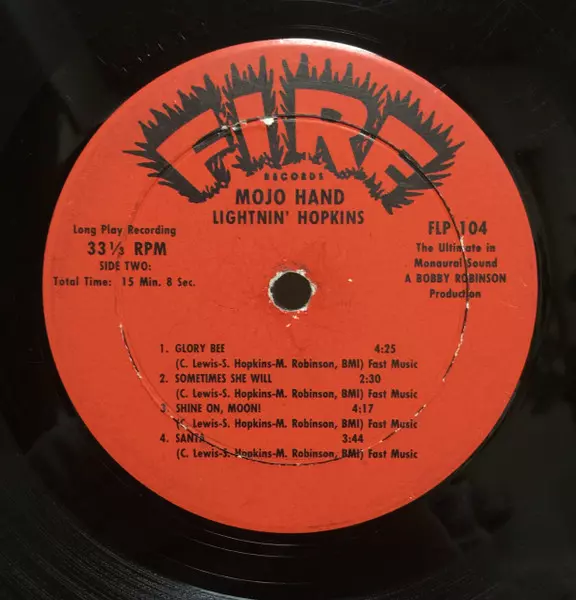 FIRE
RECORDS
MOJO HAND
LIGHTNIN' HOPKINS
Long Play Recording
33 1/3 RPM
SIDE TWO:
Total Time: 15 Min. 8 Sec.
FLP 104
The Ultimate in
Monaural Sound
A BOBBY ROBINSON
Production
1. GLORY BEE 4:25
(C. Lewis-S. Hopkins-M. Robinson, BMI) Fast Music
2. SOMETIMES SHE WILL 2:30
(C. Lewis-S. Hopkins-M. Robinson, BMI) Fast Music
3. SHINE ON, MOON! 4:17
(C. Lewis-S. Hopkins-M. Robinson, BMI) Fast Music
4. SANTA 3:44
(C. Lewis-S. Hopkins-M. Robinson, BMI) Fast Music